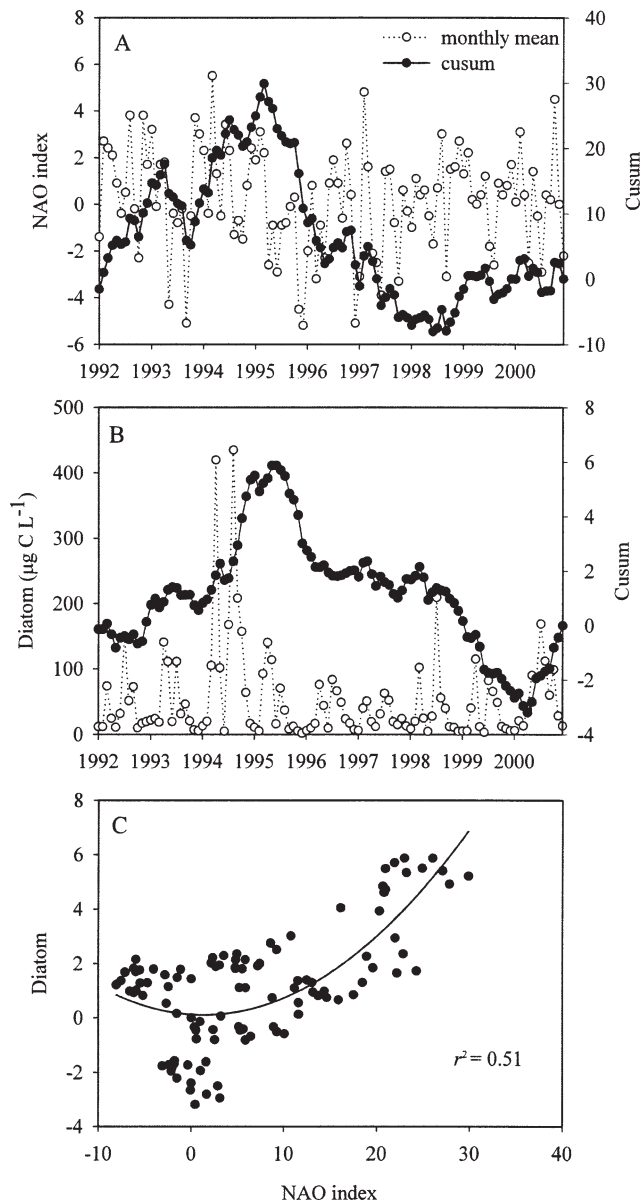 A
monthly mean
cusum
8
6
4
2
0
-2
-4
-6
NAO index
40
30
20
10
0
-10
Cusum
1992 1993 1994 1995 1996 1997 1998 1999 2000
B
500
400
300
200
100
0
Diatom (µg C L⁻¹)
8
6
4
2
0
-2
-4
Cusum
1992 1993 1994 1995 1996 1997 1998 1999 2000
C
8
6
4
2
0
-2
-4
Diatom
r² = 0.51
-10 0 10 20 30 40
NAO index